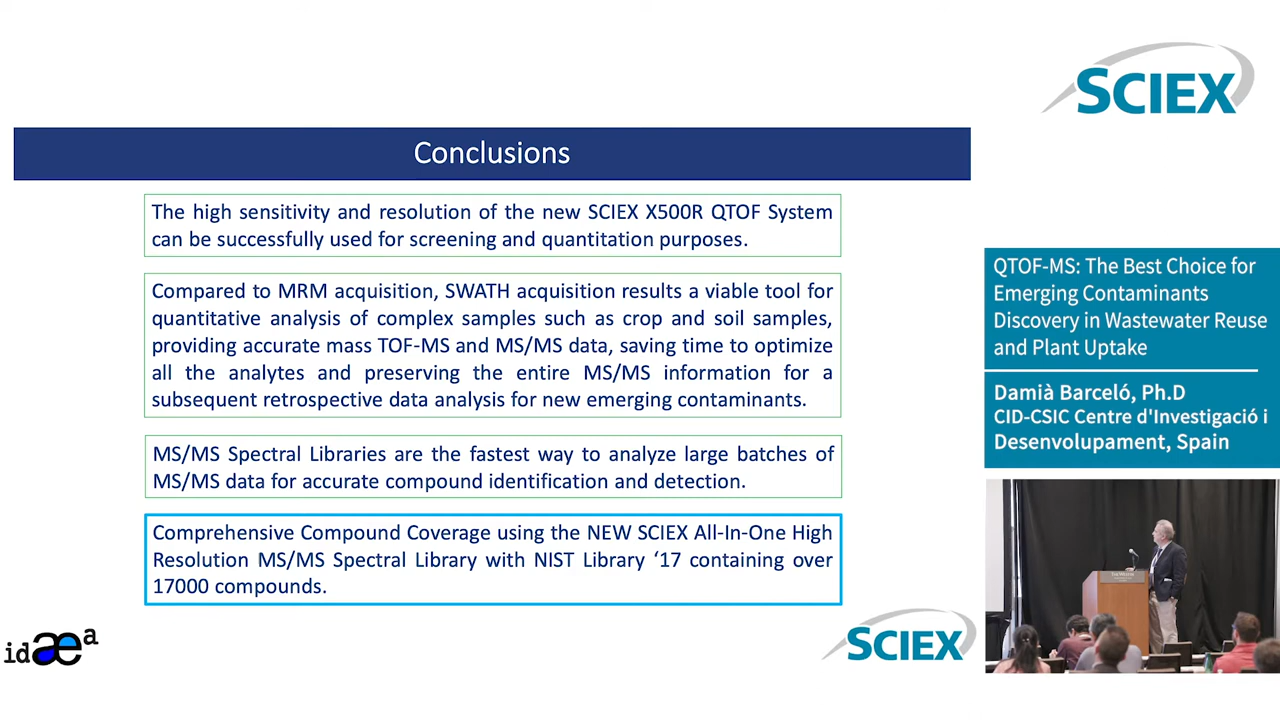 SCIEX
Conclusions
The high sensitivity and resolution of the new SCIEX X500R QTOF System
can be successfully used for screening and quantitation purposes.
Compared to MRM acquisition, SWATH acquisition results a viable tool for
quantitative analysis of complex samples such as crop and soil samples,
providing accurate mass TOF-MS and MS/MS data, saving time to optimize
all the analytes and preserving the entire MS/MS information for a
subsequent retrospective data analysis for new emerging contaminants.
MS/MS Spectral Libraries are the fastest way to analyze large batches of
MS/MS data for accurate compound identification and detection.
Comprehensive Compound Coverage using the NEW SCIEX All-In-One High
Resolution MS/MS Spectral Library with NIST Library ‘17 containing over
17000 compounds.
idæa
SCIEX
QTOF-MS: The Best Choice for
Emerging Contaminants
Discovery in Wastewater Reuse
and Plant Uptake
Damià Barceló, Ph.D
CID-CSIC Centre d'Investigació i
Desenvolupament, Spain